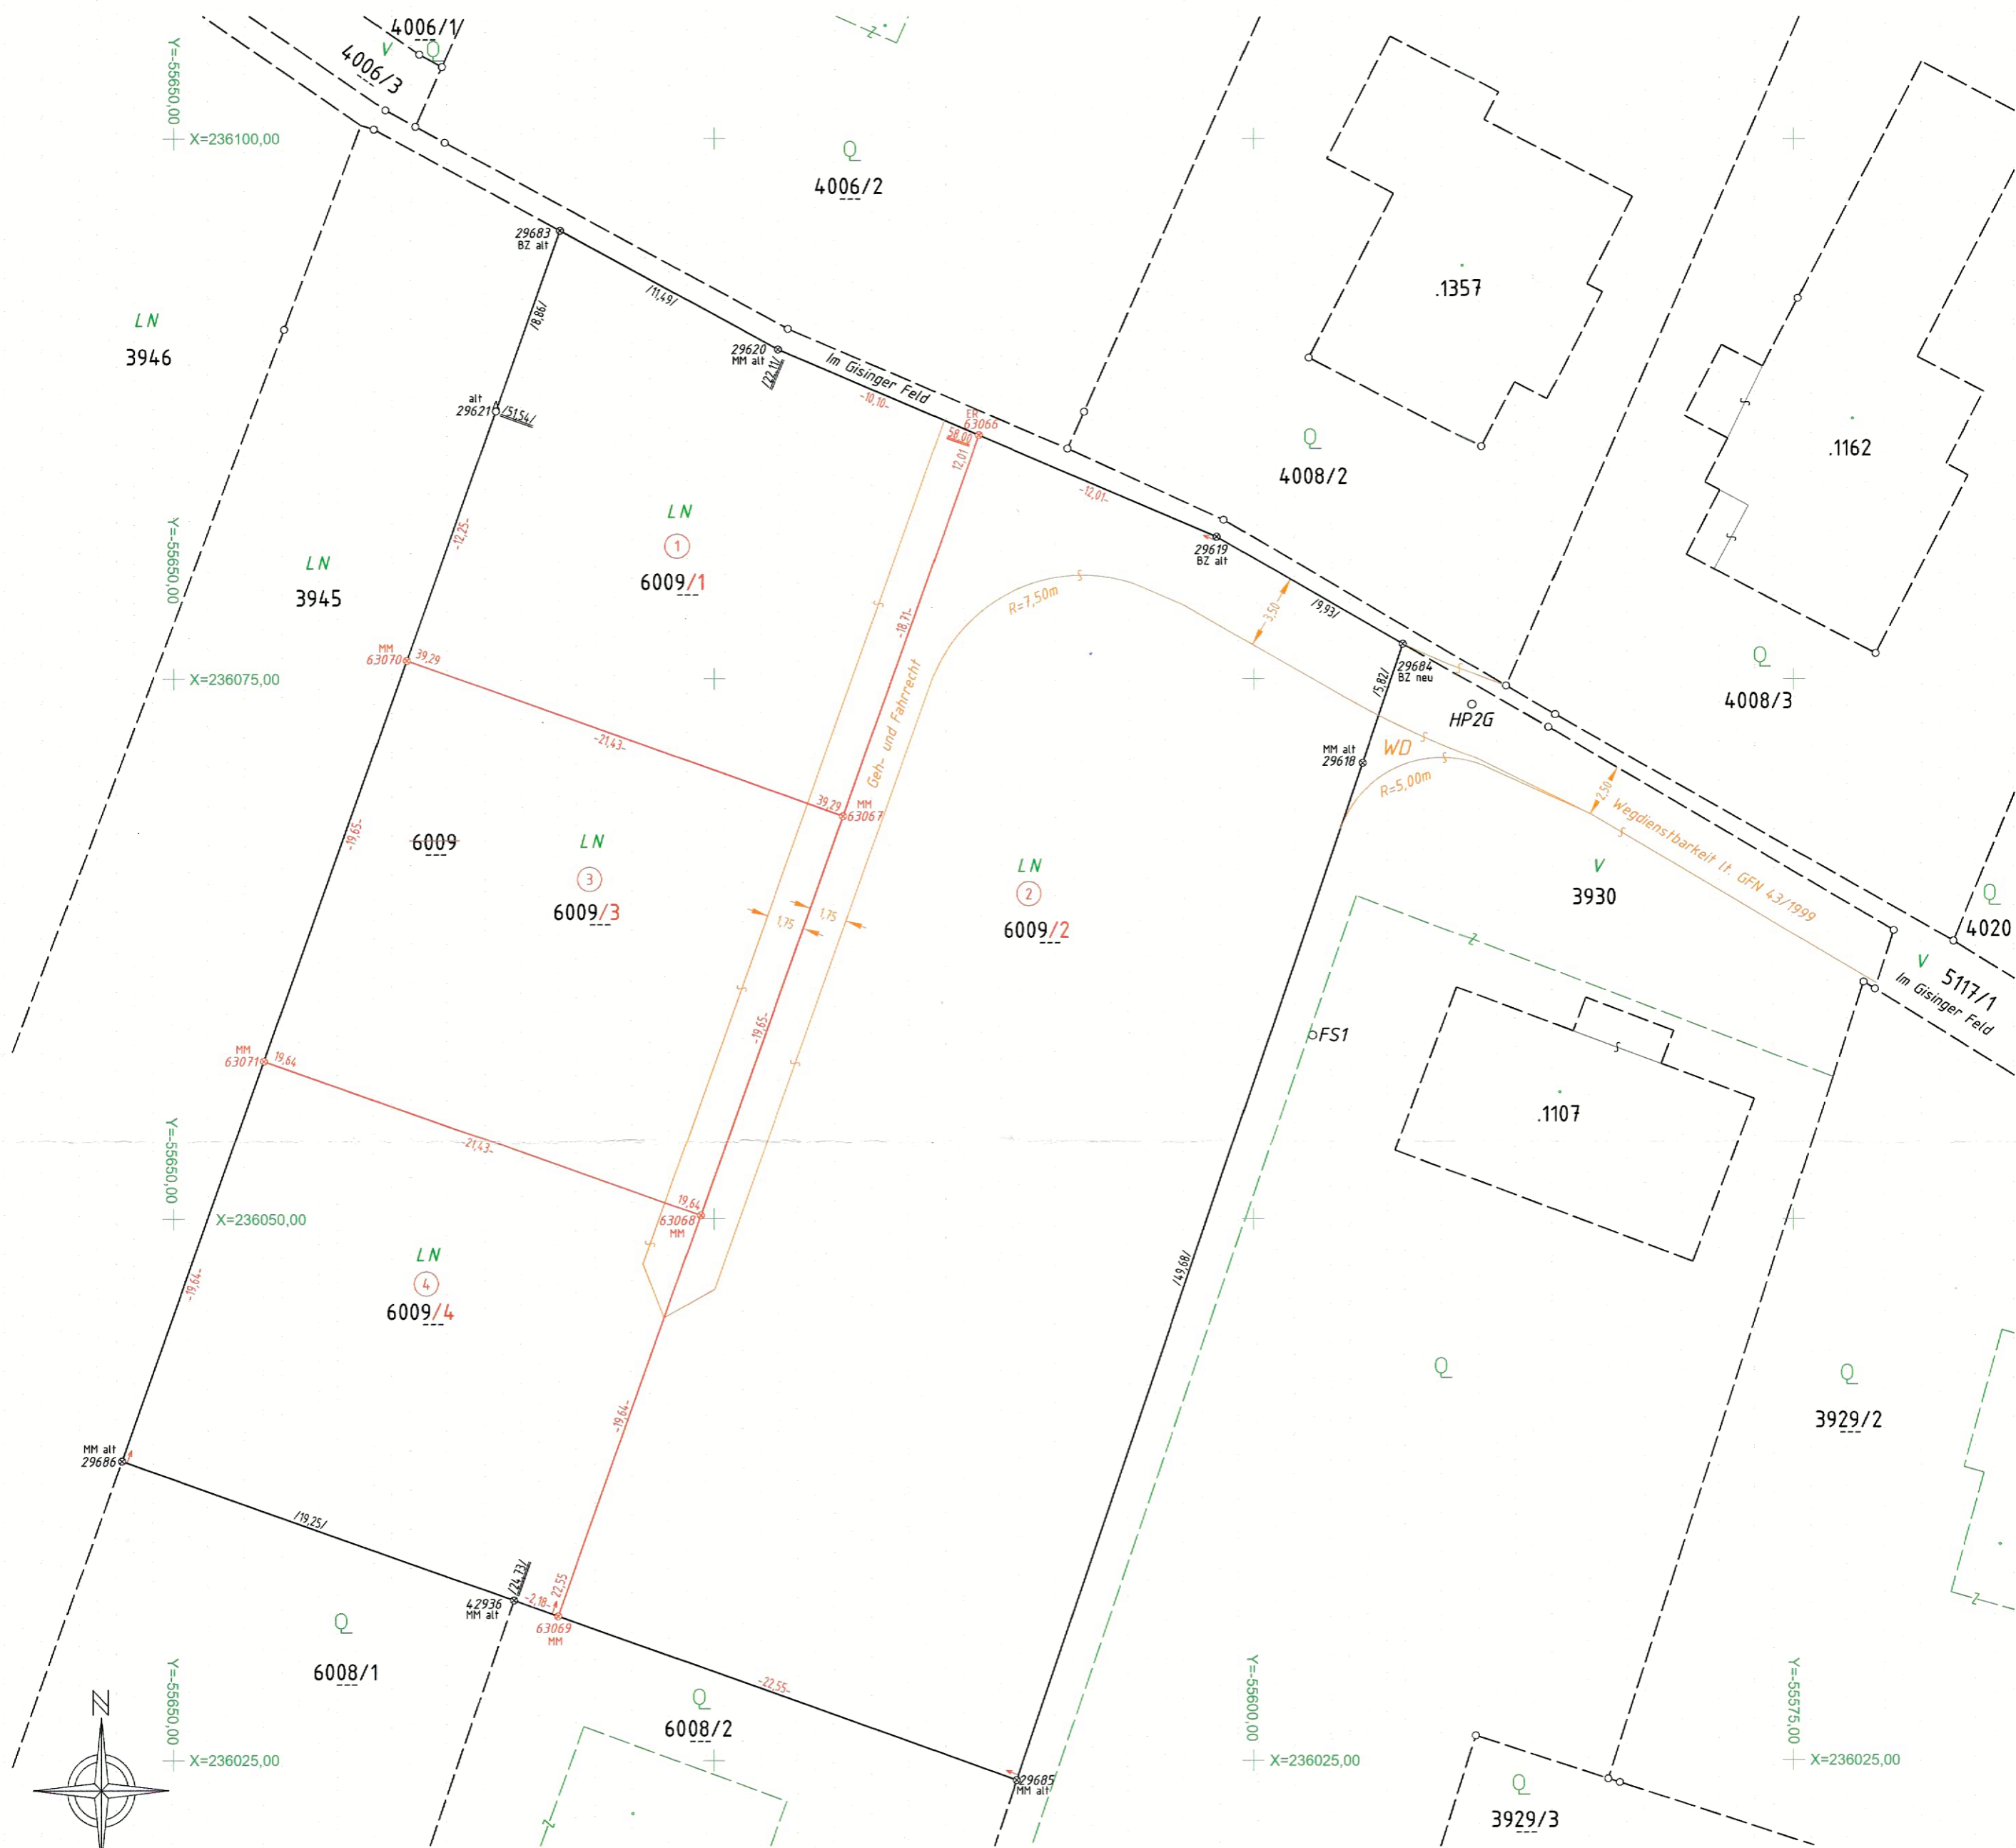 4006/1
V
Q
4006/3
Y=-55650,00
X=236100,00
Q
4006/2
29683
BZ alt
/11,49/
/8,86/
.1357
LN
3946
29620
MM alt
/22,11/
Im Gisinger Feld
-10,10-
alt
29621
/51,54/
ER
63066
58,00
12,01
Q
4008/2
.1162
-12,01-
LN
1
6009/1
-12,25-
29619
BZ alt
Y=-55650,00
LN
3945
R=7,50m
3,50
/9,93/
-18,71-
MM
63070
39,29
X=236075,00
Geh- und Fahrrecht
29684
BZ neu
/5,82/
Q
4008/3
HP2G
-21,43-
MM alt
29618
WD
R=5,00m
2,50
Wegdienstbarkeit lt. GFN 43/1999
39,29
MM
63067
-19,65-
6009
LN
3
6009/3
LN
2
6009/2
V
3930
1,75
1,75
Q
4020
V
5117/1
Im Gisinger Feld
-19,65-
FS1
MM
63071
19,64
.1107
Y=-55650,00
-21,43-
19,64
63068
MM
X=236050,00
LN
4
6009/4
-19,64-
/49,68/
Q
Q
3929/2
-19,64-
MM alt
29686
/19,25/
/24,73/
42936
MM alt
-2,18-
22,55
63069
MM
Q
6008/1
Y=-55650,00
-22,55-
Y=-55600,00
Y=-55575,00
N
Q
6008/2
X=236025,00
X=236025,00
X=236025,00
29685
MM alt
Q
3929/3